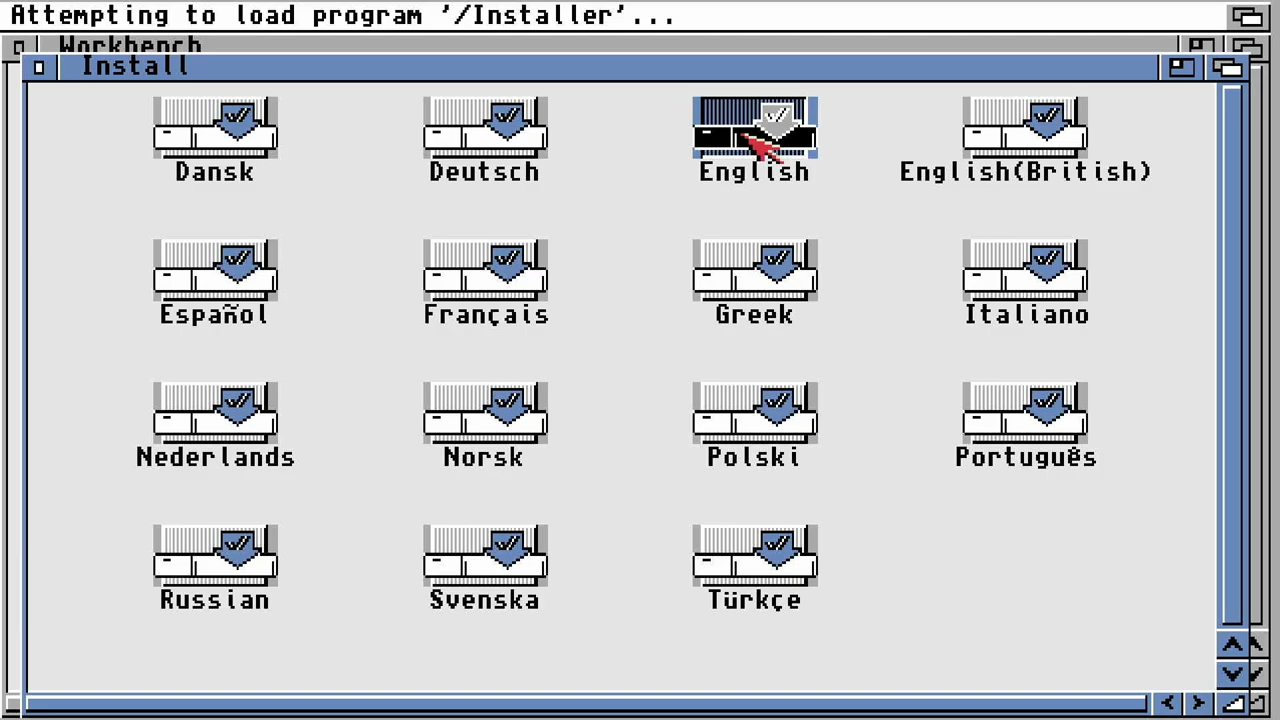 Attempting to load program '/Installer'...
Workbench
Install
Dansk
Deutsch
English
English(British)
Español
Français
Greek
Italiano
Nederlands
Norsk
Polski
Português
Russian
Svenska
Türkçe